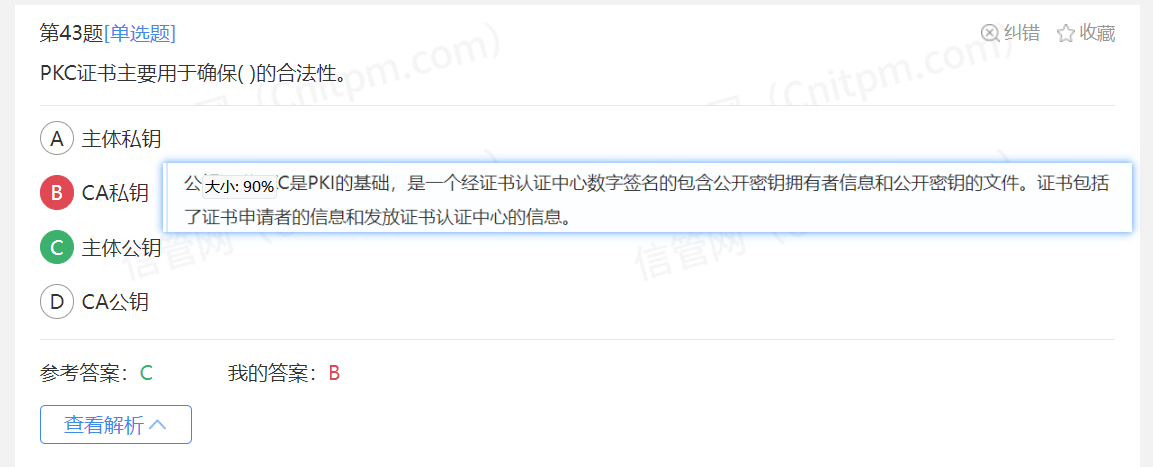 第43题[单选题] 纠错 收藏
PKC证书主要用于确保( )的合法性。
A 主体私钥
B CA私钥
公 大小: 90% C是PKI的基础，是一个经证书认证中心数字签名的包含公开密钥拥有者信息和公开密钥的文件。证书包括
了证书申请者的信息和发放证书认证中心的信息。
C 主体公钥
D CA公钥
参考答案：C 我的答案：B
查看解析
信管网（Cnitpm.com）
信管网（Cnitpm.com）
信管网（
信管网（